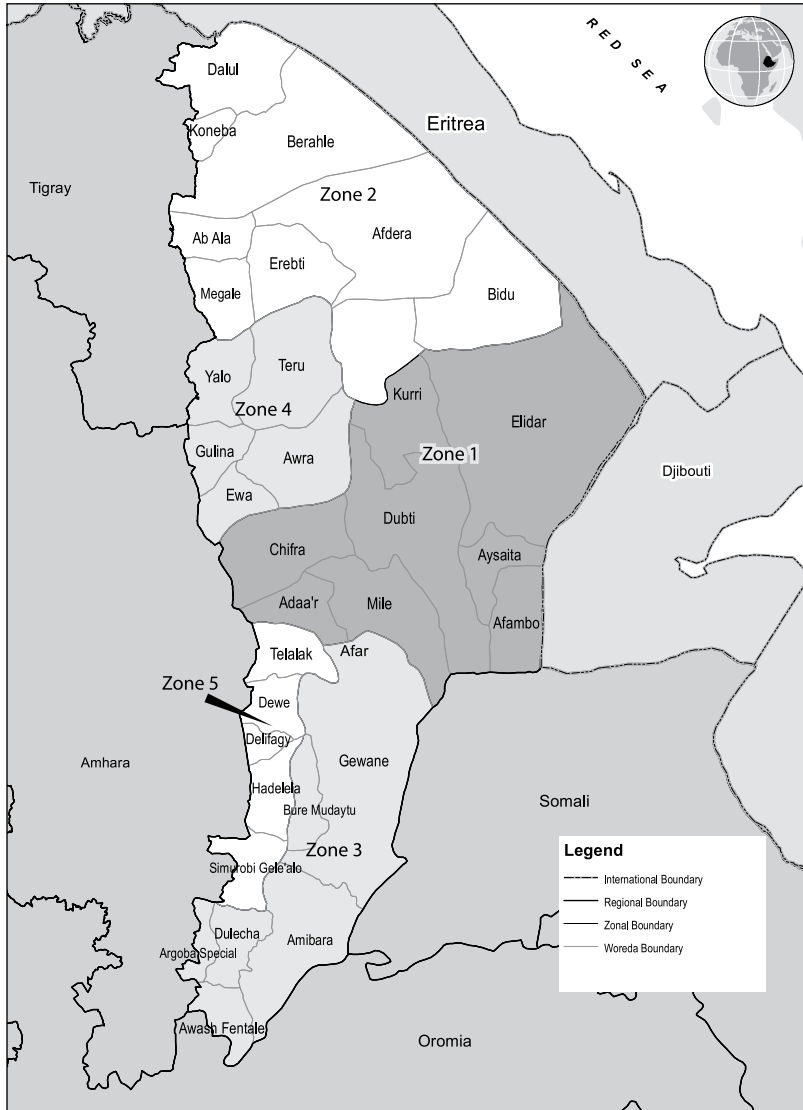 RED SEA
Dalul
Koneba
Eritrea
Berahle
Tigray
Zone 2
Ab Ala
Afdera
Erebti
Megale
Bidu
Teru
Yalo
Kurri
Zone 4
Elidar
Gulina
Awra
Zone 1
Djibouti
Ewa
Dubti
Chifra
Aysaita
Adaa'r
Mile
Afambo
Telalak
Afar
Zone 5
Dewe
Delifagy
Gewane
Amhara
Hadelela
Somali
Bure Mudaytu
Zone 3
Simurobi Gele'alo
Dulecha
Amibara
Argoba Special
Awash Fentale
Oromia
Legend
International Boundary
Regional Boundary
Zonal Boundary
Woreda Boundary